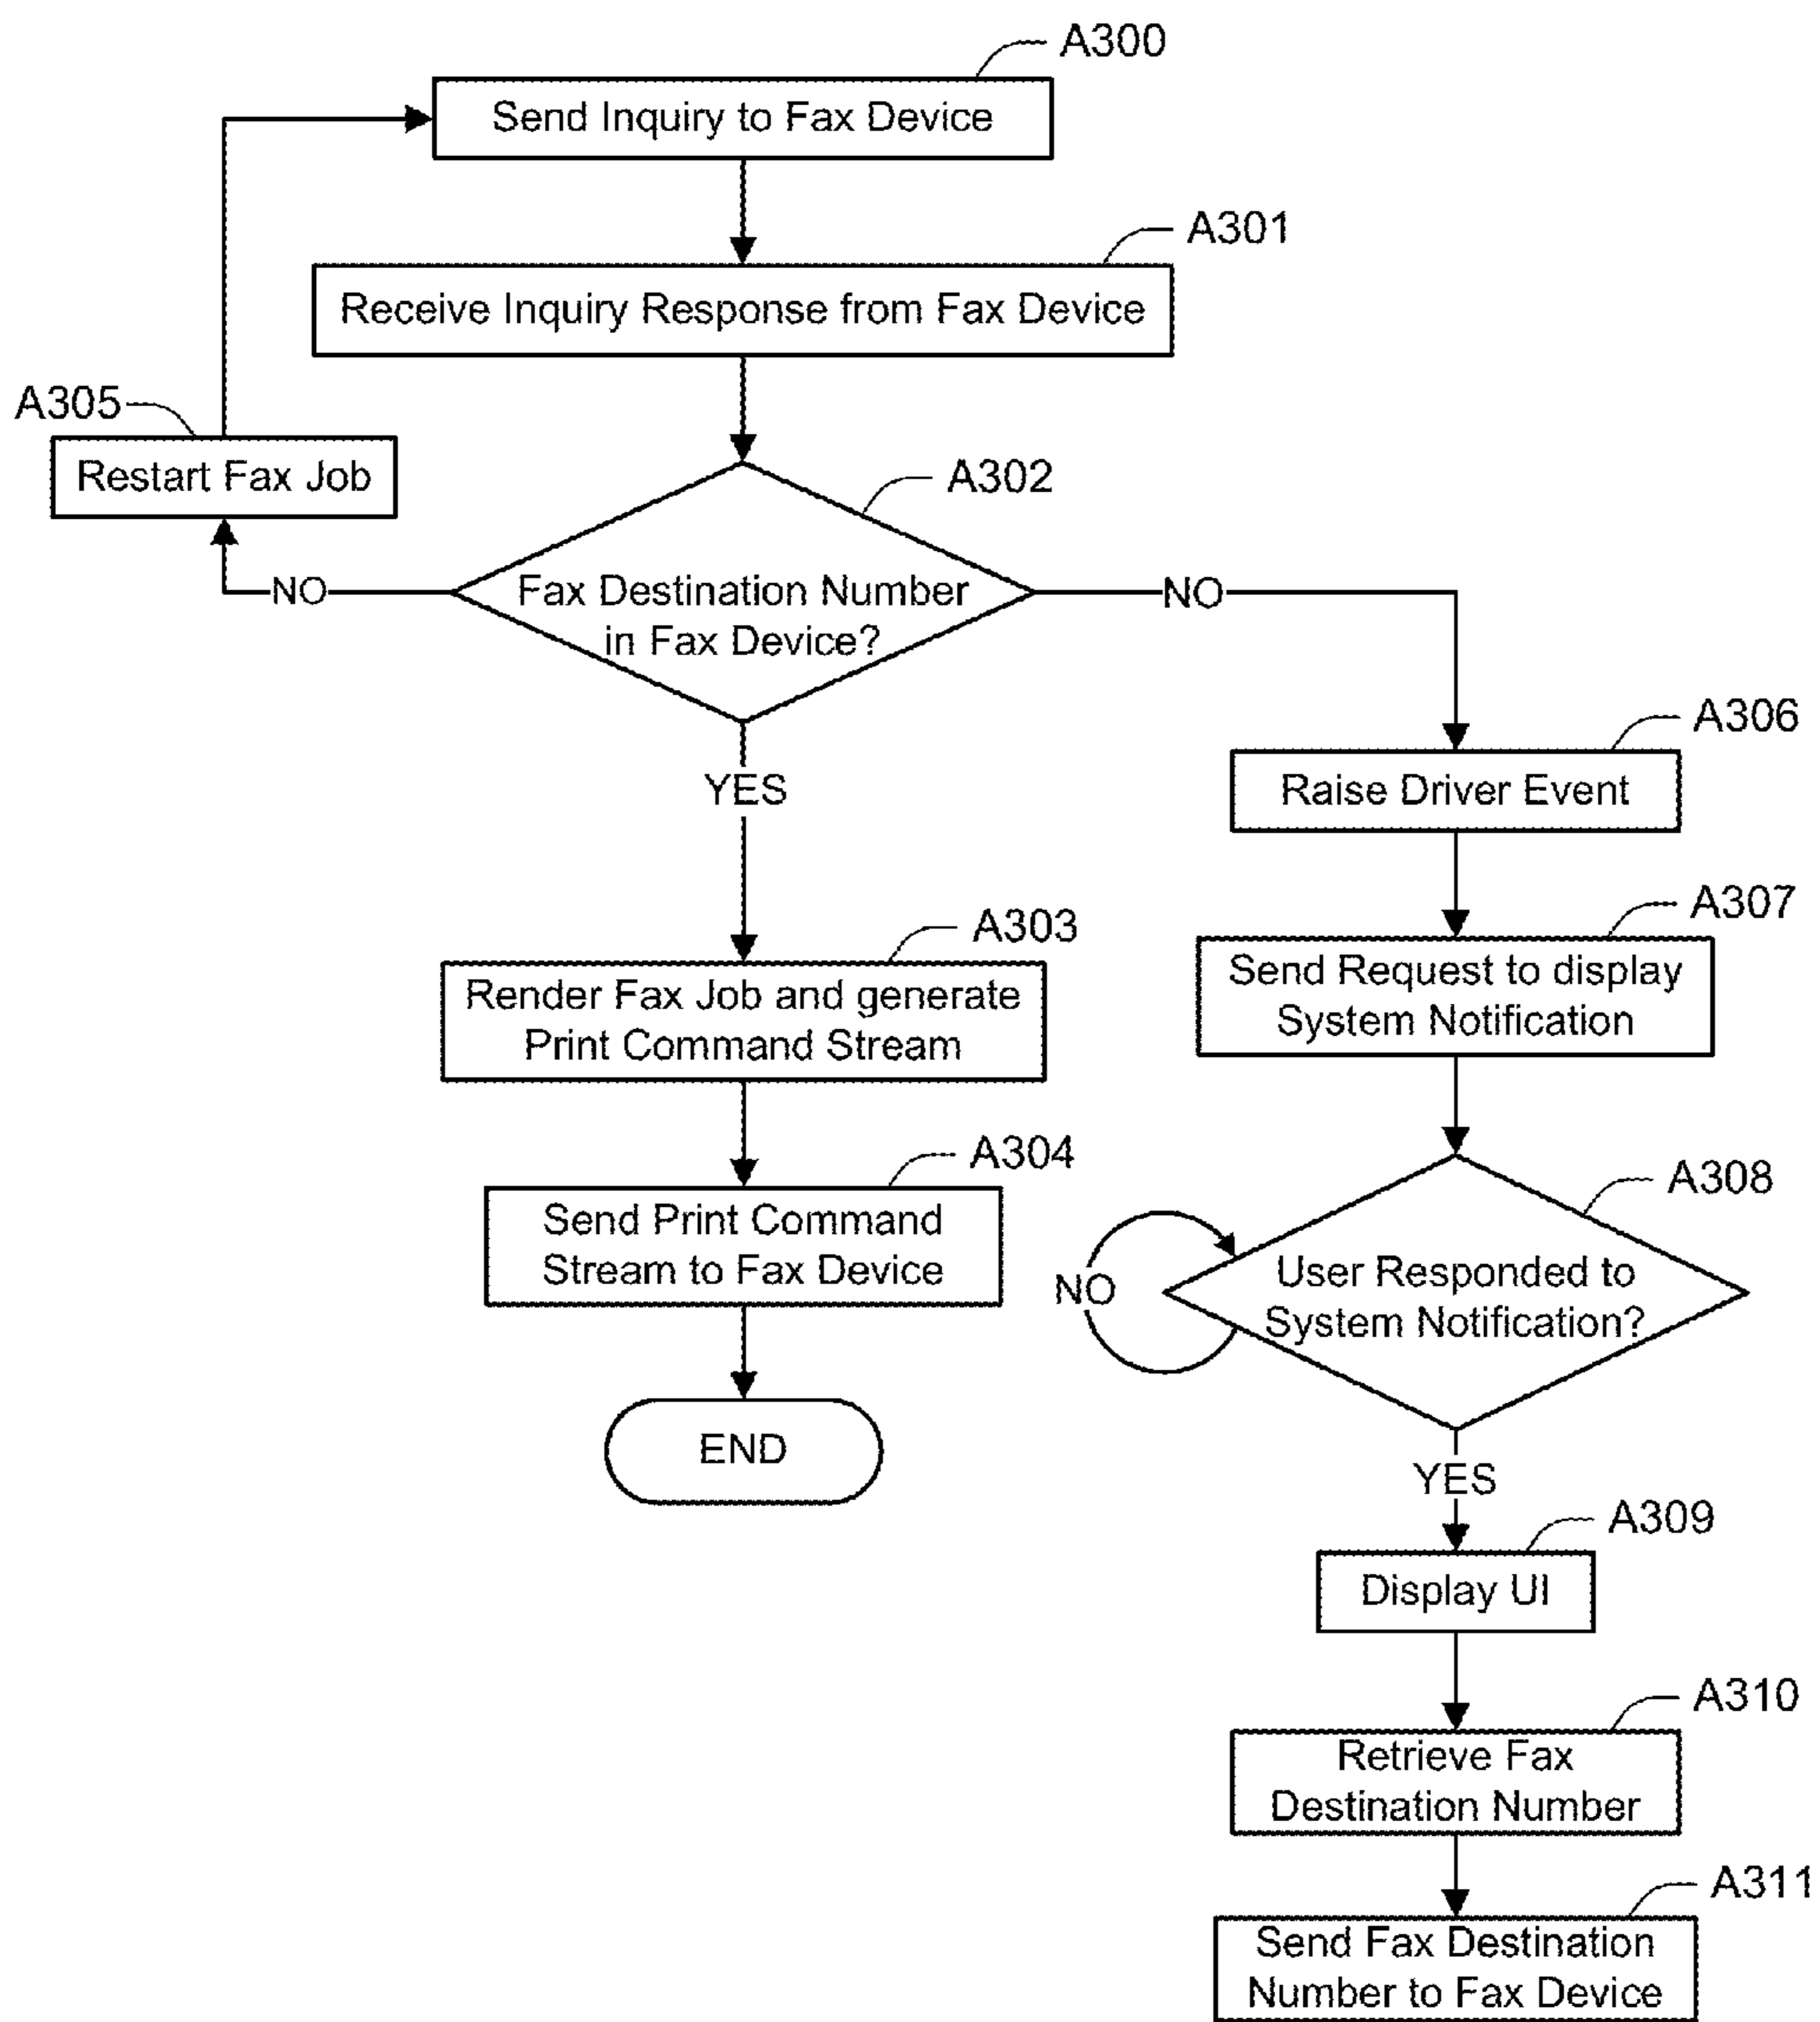 A300
Send Inquiry to Fax Device
A301
Receive Inquiry Response from Fax Device
A305
Restart Fax Job
A302
Fax Destination Number
in Fax Device?
NO
NO
YES
A306
Raise Driver Event
A303
Render Fax Job and generate
Print Command Stream
A307
Send Request to display
System Notification
A304
Send Print Command
Stream to Fax Device
A308
User Responded to
System Notification?
NO
END
YES
A309
Display UI
A310
Retrieve Fax
Destination Number
A311
Send Fax Destination
Number to Fax Device